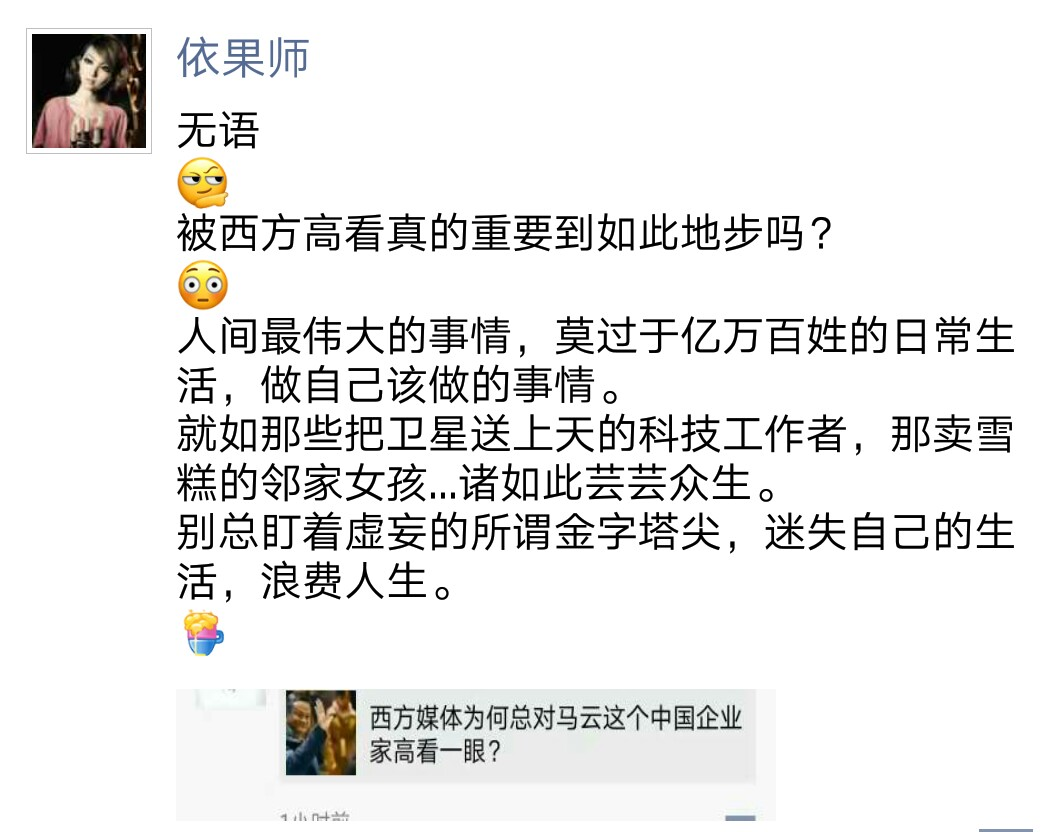 依果师
无语
被西方高看真的重要到如此地步吗？
人间最伟大的事情，莫过于亿万百姓的日常生
活，做自己该做的事情。
就如那些把卫星送上天的科技工作者，那卖雪
糕的邻家女孩...诸如此芸芸众生。
别总盯着虚妄的所谓金字塔尖，迷失自己的生
活，浪费人生。
西方媒体为何总对马云这个中国企业
家高看一眼？
1小时前